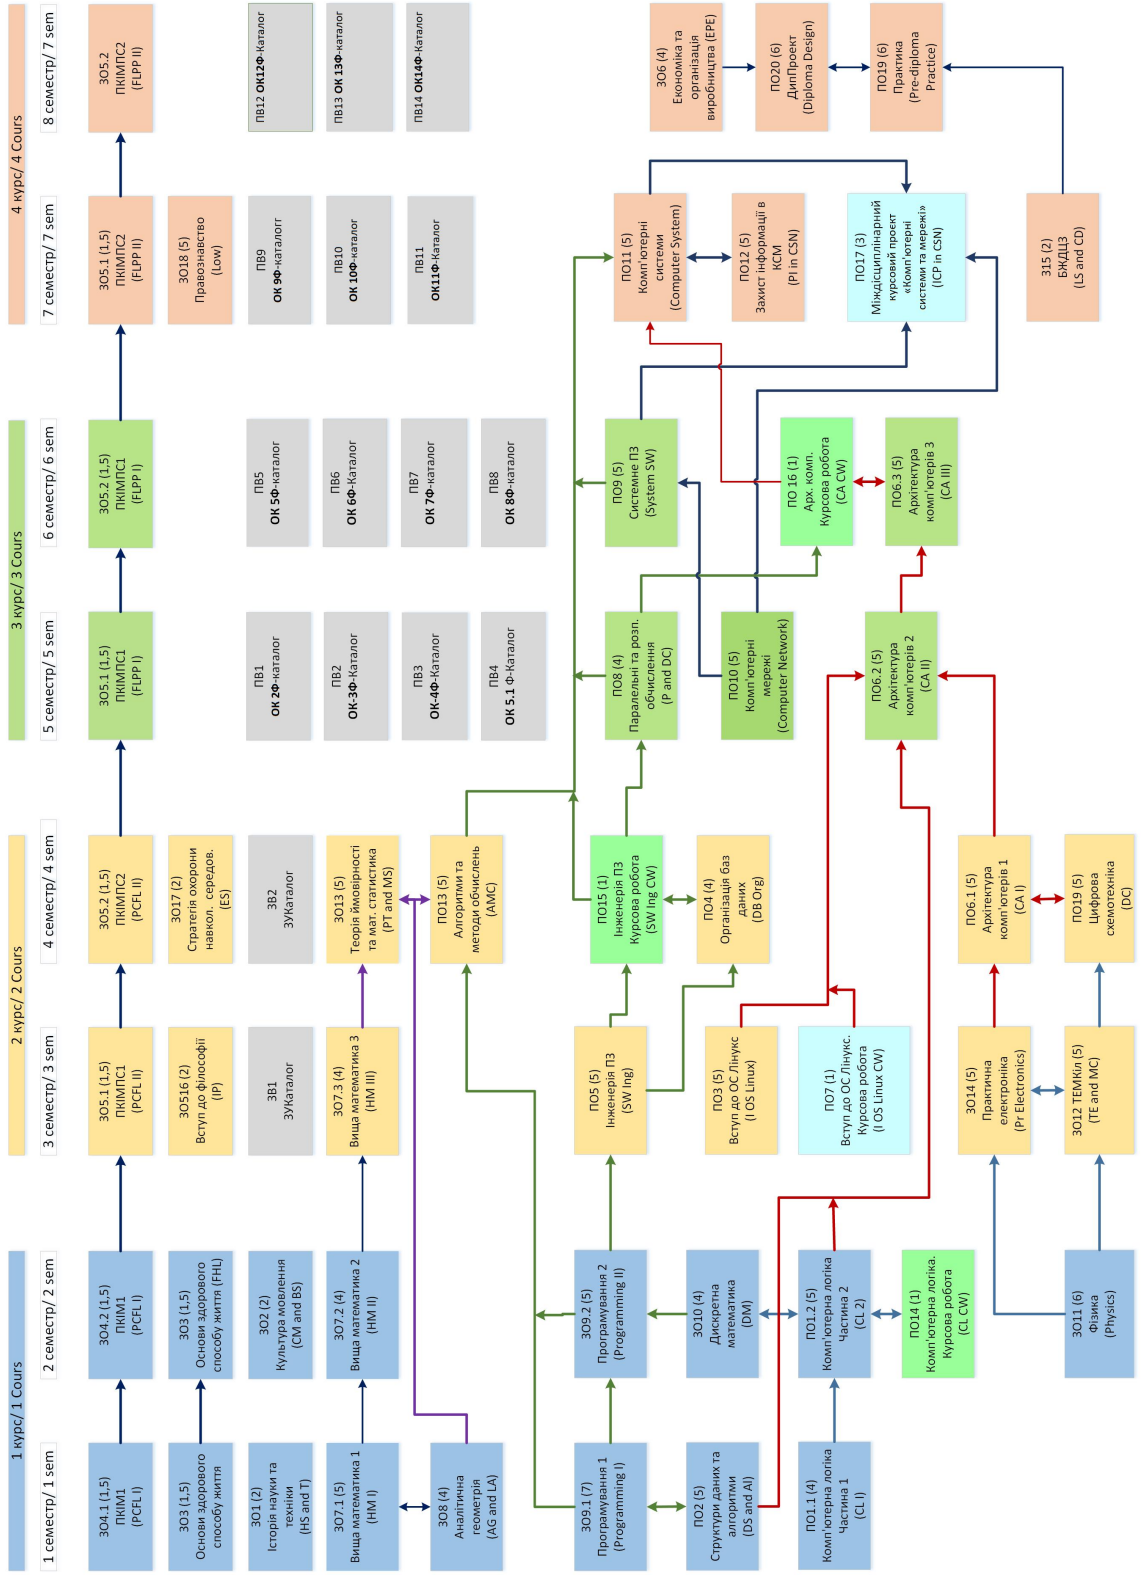 1 курс/ 1 Cours
2 курс/ 2 Cours
3 курс/ 3 Cours
4 курс/ 4 Cours
1 семестр/ 1 sem
2 семестр/ 2 sem
3 семестр/ 3 sem
4 семестр/ 4 sem
5 семестр/ 5 sem
6 семестр/ 6 sem
7 семестр/ 7 sem
8 семестр/ 7 sem
ЗО4.1 (1,5)
ПКІМ1
(PCFL I)
ЗО4.2 (1,5)
ПКІМ1
(PCFL I)
ЗО5.1 (1,5)
ПКІМПС1
(PCFL II)
ЗО5.2 (1,5)
ПКІМПС2
(PCFL II)
ЗО5.1 (1,5)
ПКІМПС1
(FLPP I)
ЗО5.2 (1,5)
ПКІМПС1
(FLPP I)
ЗО5.1 (1,5)
ПКІМПС2
(FLPP II)
ЗО5.2
ПКІМПС2
(FLPP II)
ЗО3 (1,5)
Основи здорового
способу життя
ЗО3 (1,5)
Основи здорового
способу життя (FHL)
ЗО516 (2)
Вступ до філософії
(IP)
ЗО17 (2)
Стратегія охорони
навкол. середов.
(ES)
ЗО18 (5)
Правознавство
(Low)
ЗО1 (2)
Історія науки та
техніки
(HS and T)
ЗО2 (2)
Культура мовлення
(CM and BS)
ЗВ1
ЗУКаталог
ЗВ2
ЗУКаталог
ПВ1
ОК 2Ф-каталог
ПВ5
ОК 5Ф-каталог
ПВ9
ОК 9Ф-каталогг
ПВ12 ОК12Ф-Каталог
ЗО7.1 (5)
Вища математика 1
(HM I)
ЗО7.2 (4)
Вища математика 2
(HM II)
ЗО7.3 (4)
Вища математика 3
(HM III)
ЗО13 (5)
Теорія ймовірності
та мат. статистика
(PT and MS)
ПВ2
ОК-3Ф-каталог
ПВ6
ОК 6Ф-каталог
ПВ10
ОК 10Ф-каталог
ПВ13 ОК 13Ф-каталог
ЗО8 (4)
Аналітична
геометрія
(AG and LA)
ПО13 (5)
Алгоритми та
методи обчислень
(AMC)
ПВ3
ОК-4Ф-каталог
ПВ7
ОК 7Ф-каталог
ПВ11
ОК11Ф-Каталог
ПВ14 ОК14Ф-Каталог
ПВ4
ОК 5.1 Ф-Каталог
ПВ8
ОК 8Ф-каталог
ЗО9.1 (7)
Програмування 1
(Programming I)
ЗО9.2 (5)
Програмування 2
(Programming II)
ПО5 (5)
Інженерія ПЗ
(SW Ing)
ПО15 (1)
Інженерія ПЗ
Курсова робота
(SW Ing CW)
ПО8 (4)
Паралельні та розп.
обчислення
(P and DC)
ПО9 (5)
Системне ПЗ
(System SW)
ПО11 (5)
Комп'ютерні
системи
(Computer System)
ЗО6 (4)
Економіка та
організація
виробництва (EPE)
ПО2 (5)
Структури даних та
алгоритми
(DS and AI)
ЗО10 (4)
Дискретна
математика
(DM)
ПО3 (5)
Вступ до ОС Лінукс
(I OS Linux)
ПО4 (4)
Організація баз
даних
(DB Org)
ПО10 (5)
Комп'ютерні
мережі
(Computer Network)
ПО12 (5)
Захист інформації в
КСМ
(PI in CSN)
ПО20 (6)
ДипПроект
(Diploma Design)
ПО1.1 (4)
Комп'ютерна логіка
Частина 1
(CL I)
ПО1.2 (5)
Комп'ютерна логіка
Частина 2
(CL 2)
ПО7 (1)
Вступ до ОС Лінукс.
Курсова робота
(I OS Linux CW)
ПО 16 (1)
Арх. комп.
Курсова робота
(CA CW)
ПО17 (3)
Міждісциплінарний
курсовий проєкт
«Комп'ютерні
системи та мережі»
(ICP in CSN)
ПО19 (6)
Практика
(Pre-diploma
Practice)
ПО14 (1)
Комп'ютерна логіка.
Курсова робота
(CL CW)
ПО6.2 (5)
Архітектура
комп'ютерів 2
(CA II)
ПО6.3 (5)
Архітектура
комп'ютерів 3
(CA III)
ЗО14 (5)
Практична
електроніка
(Pr Electronics)
ПО6.1 (5)
Архітектура
комп'ютерів 1
(CA I)
ЗО11 (6)
Фізика
(Physics)
ЗО12 ТЕМКіп (5)
(TE and MC)
ПО19 (5)
Цифрова
схемотехніка
(DC)
З15 (2)
БЖДЦЗ
(LS and CD)